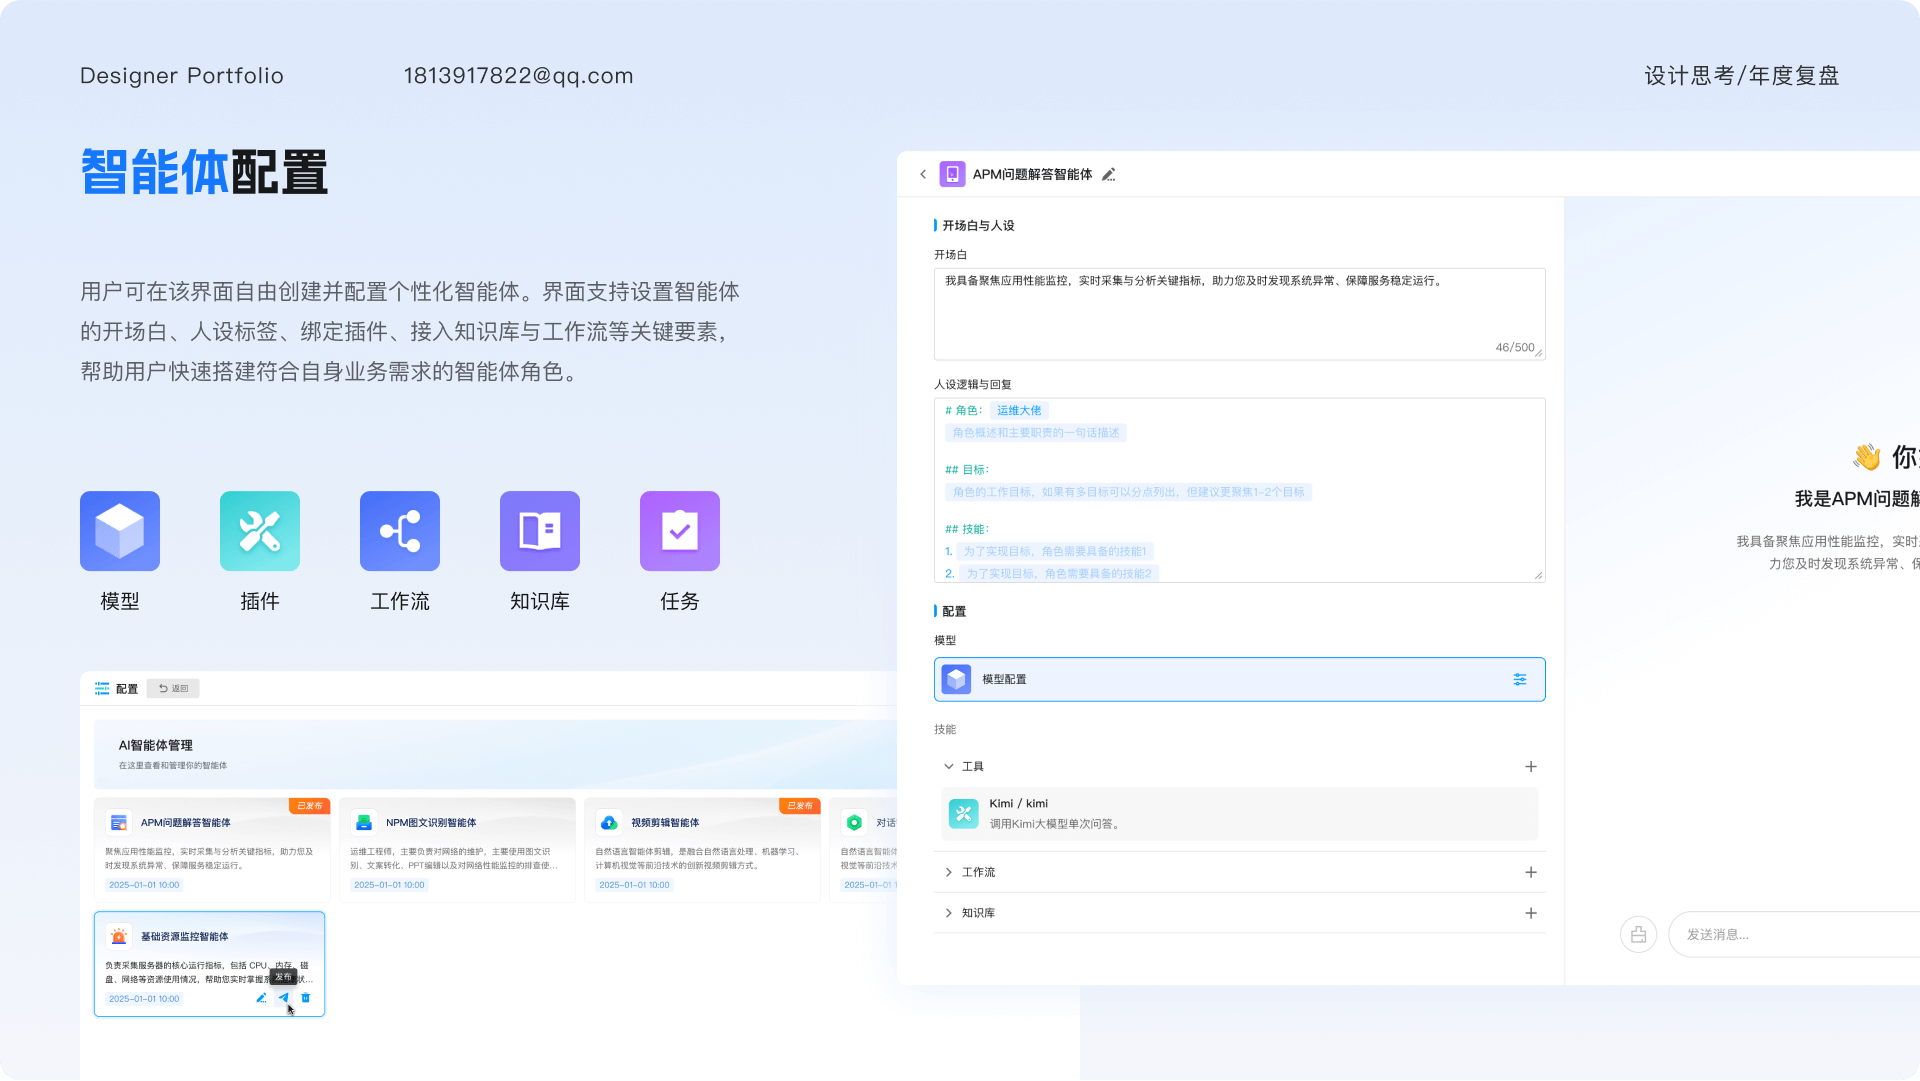 Designer Portfolio
1813917822@qq.com
设计思考/年度复盘
智能体配置
用户可在该界面自由创建并配置个性化智能体。界面支持设置智能体
的开场白、人设标签、绑定插件、接入知识库与工作流等关键要素，
帮助用户快速搭建符合自身业务需求的智能体角色。
模型
插件
工作流
知识库
任务
配置
返回
AI智能体管理
在这里查看和管理你的智能体
已发布
APM问题解答智能体
聚焦应用性能监控，实时采集与分析关键指标，助力您及
时发现系统异常、保障服务稳定运行。
2025-01-01 10:00
NPM图文识别智能体
运维工程师，主要负责对网络的维护，主要使用图文识
别、文案转化、PPT编辑以及对网络性能监控的排查使...
2025-01-01 10:00
已发布
视频剪辑智能体
自然语言智能体剪辑，是融合自然语言处理、机器学习、
计算机视觉等前沿技术的创新视频剪辑方式。
2025-01-01 10:00
对话
自然语言智能体
视觉等前沿技术
2025-01-01 1
基础资源监控智能体
负责采集服务器的核心运行指标，包括 CPU、内存、磁
盘、网络等资源使用情况，帮助您实时掌握系 状...
发布
2025-01-01 10:00
APM问题解答智能体
开场白与人设
开场白
我具备聚焦应用性能监控，实时采集与分析关键指标，助力您及时发现系统异常、保障服务稳定运行。
46/500
人设逻辑与回复
# 角色： 运维大佬
角色概述和主要职责的一句话描述
## 目标：
角色的工作目标，如果有多目标可以分点列出，但建议更聚焦1-2个目标
## 技能：
1. 为了实现目标，角色需要具备的技能1
2. 为了实现目标，角色需要具备的技能2
配置
模型
模型配置
技能
工具
Kimi / kimi
调用Kimi大模型单次问答。
工作流
知识库
👋 你
我是APM问题解
我具备聚焦应用性能监控，实时
力您及时发现系统异常、保
发送消息...